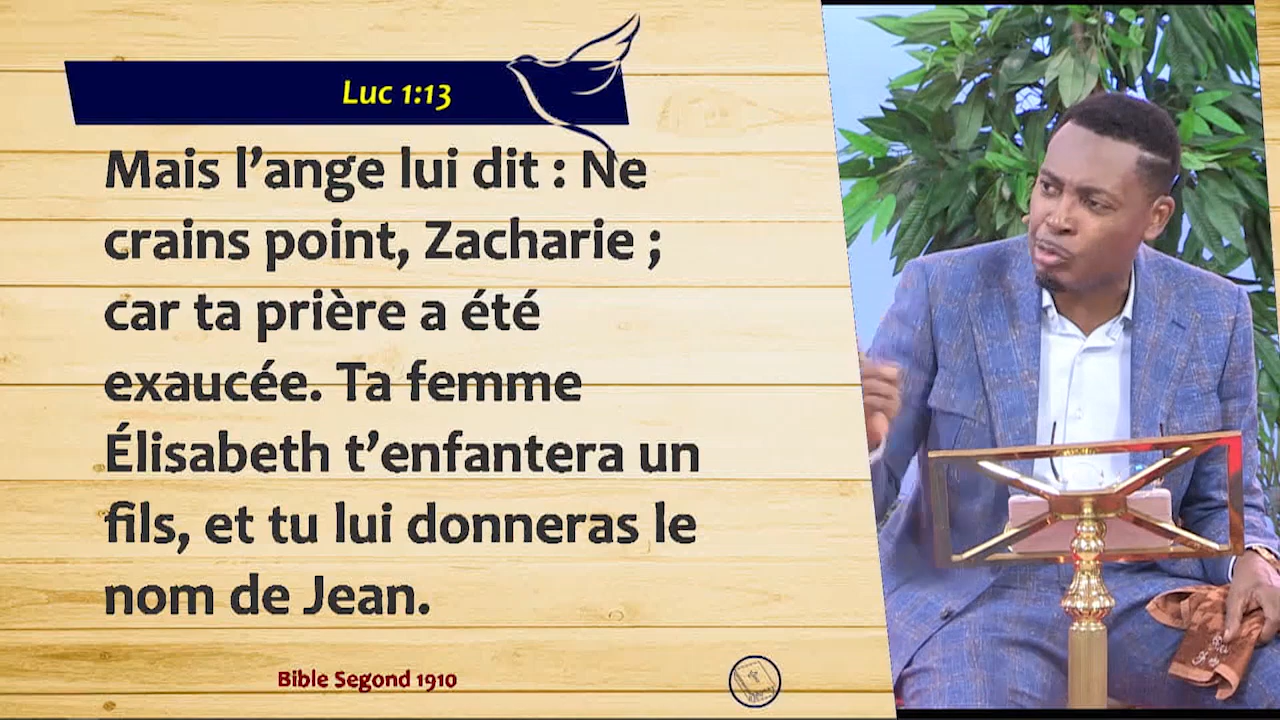 Luc 1:13
Mais l’ange lui dit : Ne
crains point, Zacharie ;
car ta prière a été
exaucée. Ta femme
Élisabeth t’enfantera un
fils, et tu lui donneras le
nom de Jean.
Bible Segond 1910